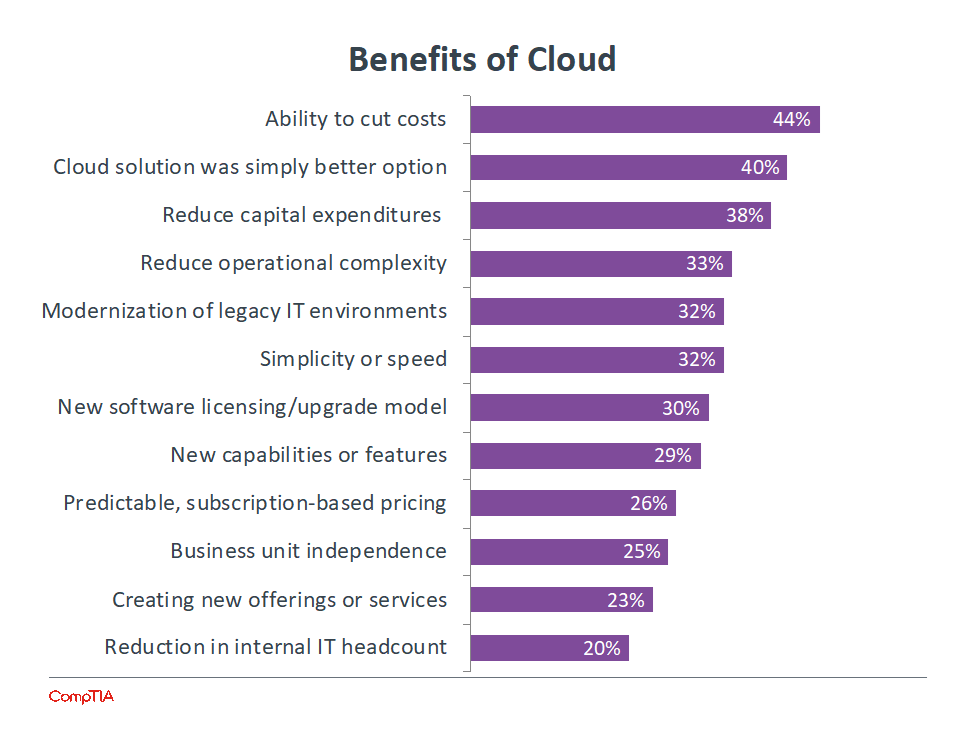 Benefits of Cloud
Ability to cut costs 44%
Cloud solution was simply better option 40%
Reduce capital expenditures 38%
Reduce operational complexity 33%
Modernization of legacy IT environments 32%
Simplicity or speed 32%
New software licensing/upgrade model 30%
New capabilities or features 29%
Predictable, subscription-based pricing 26%
Business unit independence 25%
Creating new offerings or services 23%
Reduction in internal IT headcount 20%
CompTIA